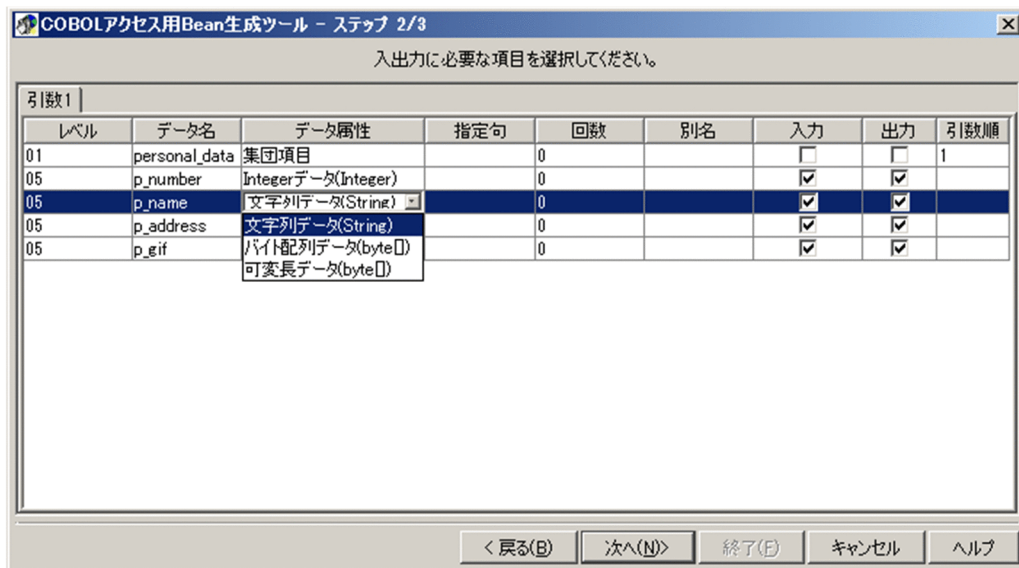 COBOLアクセス用Bean生成ツール - ステップ 2/3
入出力に必要な項目を選択してください。
引数1
レベル データ名 データ属性 指定句 回数 別名 入力 出力 引数順
01 personal_data 集団項目 0 1
05 p_number Integerデータ(Integer) 0
05 p_name 文字列データ(String) 0
05 p_address 文字列データ(String) 0
05 p_gif バイト配列データ(byte[]) 0
可変長データ(byte[])
< 戻る(B) 次へ(N)> 終了(F) キャンセル ヘルプ